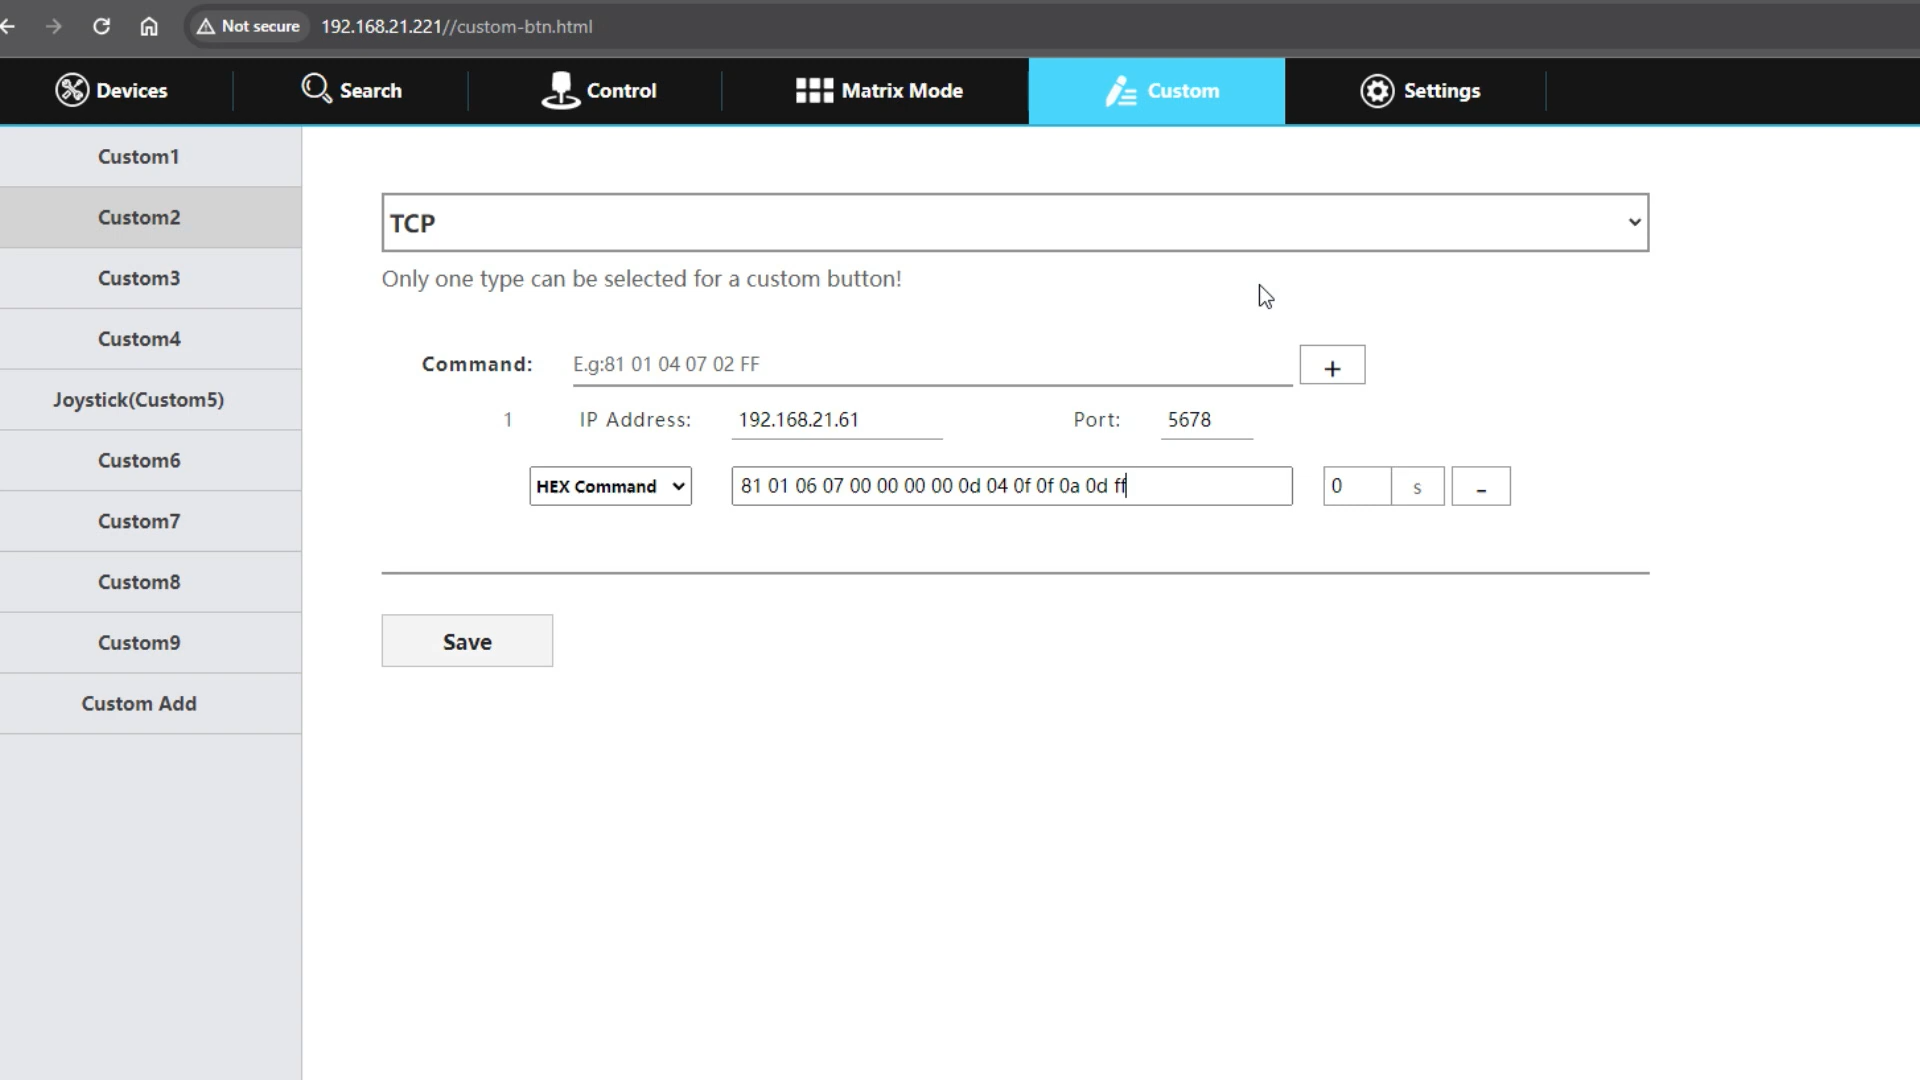 Not secure 192.168.21.221//custom-btn.html
Devices Search Control Matrix Mode Custom Settings
Custom1
Custom2
Custom3
Custom4
Joystick(Custom5)
Custom6
Custom7
Custom8
Custom9
Custom Add
TCP
Only one type can be selected for a custom button!
Command: E.g:81 01 04 07 02 FF +
1 IP Address: 192.168.21.61 Port: 5678
HEX Command 81 01 06 07 00 00 00 00 0d 04 0f 0f 0a 0d ff 0 s -
Save